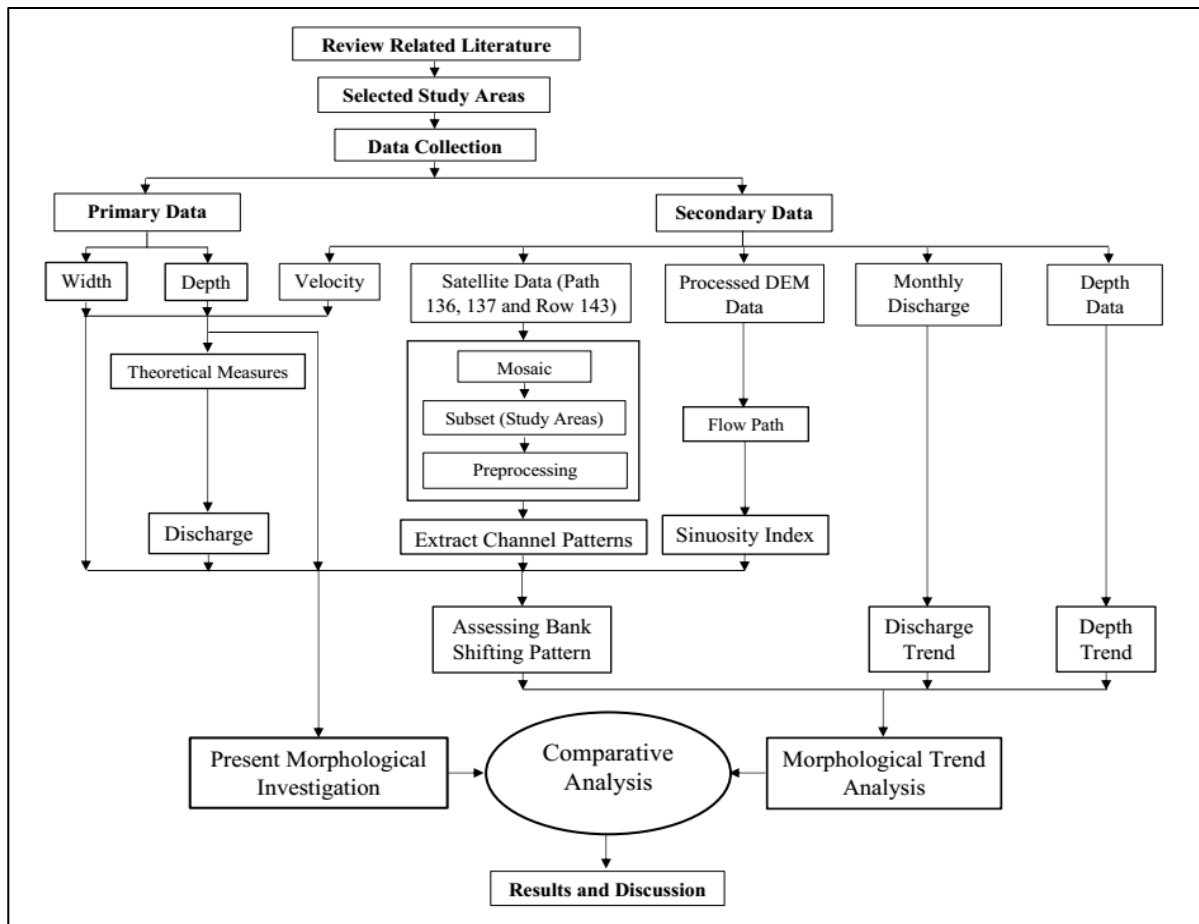 Review Related Literature
Selected Study Areas
Data Collection
Primary Data
Secondary Data
Width
Depth
Velocity
Satellite Data (Path
136, 137 and Row 143)
Processed DEM
Data
Monthly
Discharge
Depth
Data
Theoretical Measures
Mosaic
Subset (Study Areas)
Preprocessing
Flow Path
Discharge
Extract Channel Patterns
Sinuosity Index
Assessing Bank
Shifting Pattern
Discharge
Trend
Depth
Trend
Present Morphological
Investigation
Comparative
Analysis
Morphological Trend
Analysis
Results and Discussion